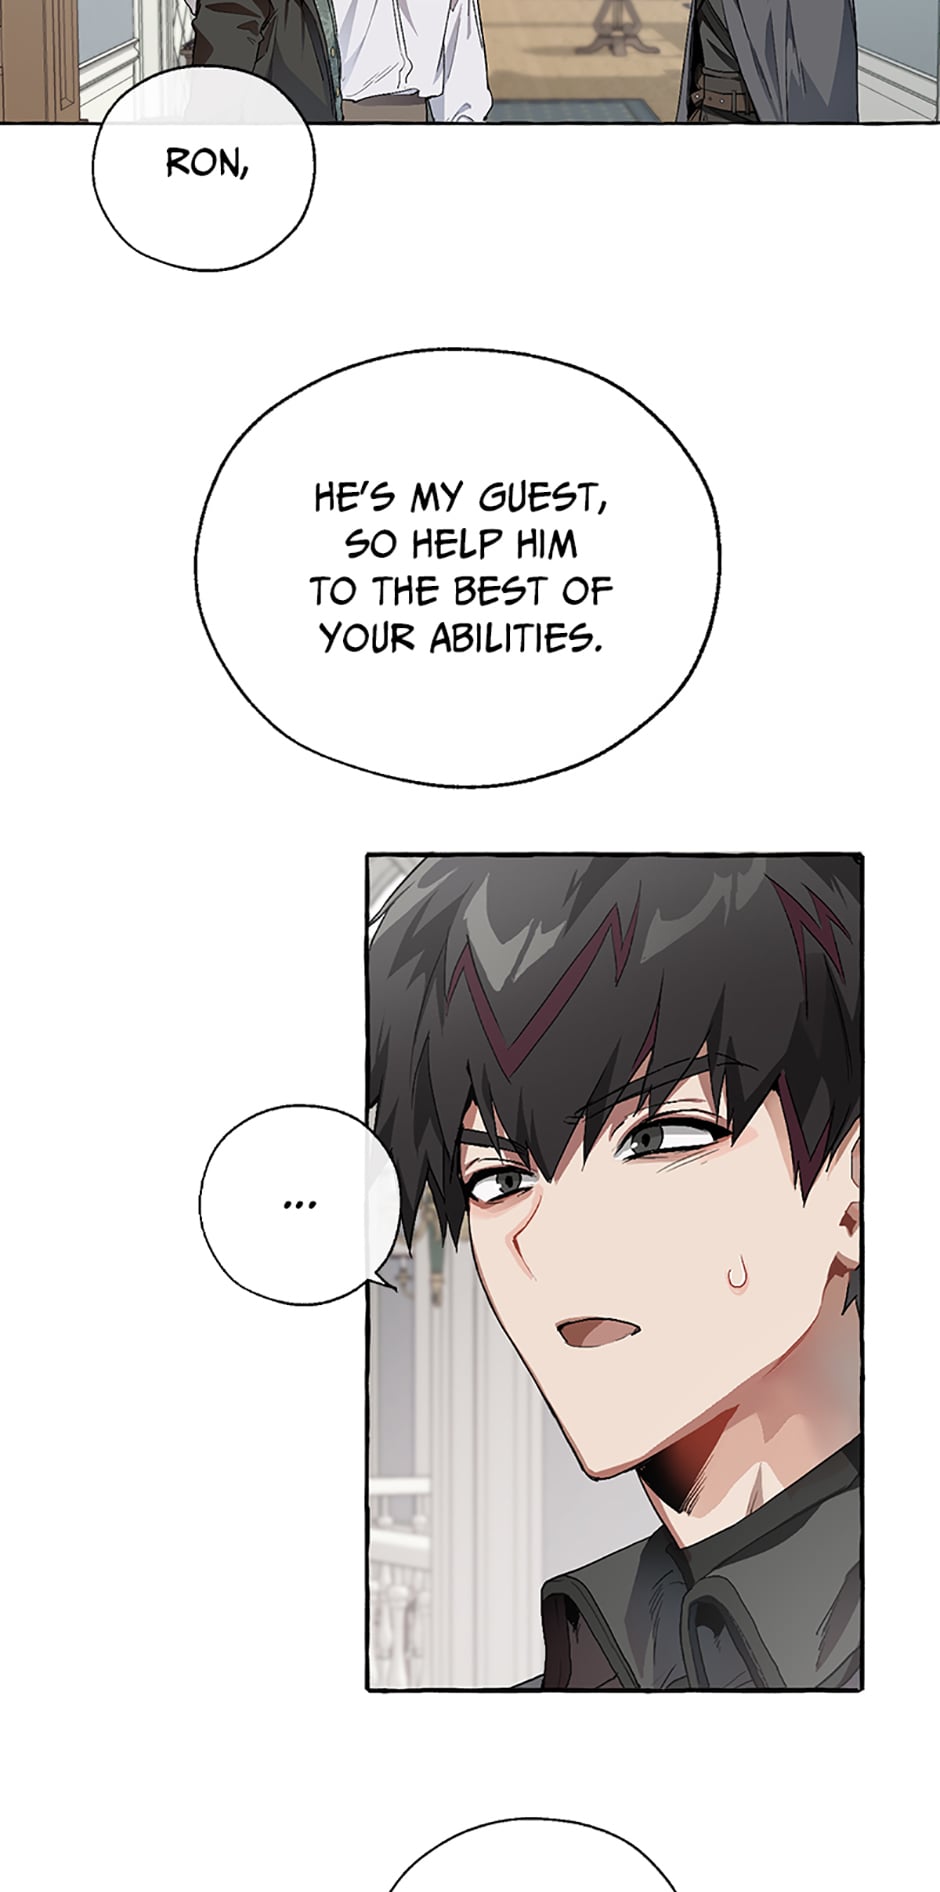 RON,
HE'S MY GUEST,
SO HELP HIM
TO THE BEST OF
YOUR ABILITIES.
...